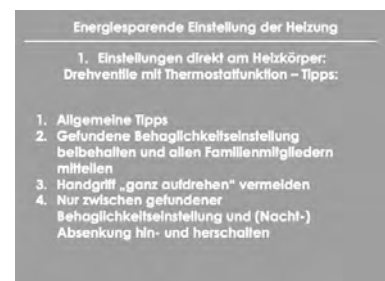 Energiesparende Einstellung der Heizung
1. Einstellungen direkt am Heizkörper:
Drehventile mit Thermostatfunktion – Tipps:
1. Allgemeine Tipps
2. Gefundene Behaglichkeitseinstellung
beibehalten und allen Familienmitgliedern
mitteilen
3. Handgriff „ganz aufdrehen“ vermeiden
4. Nur zwischen gefundener
Behaglichkeitseinstellung und (Nacht-)
Absenkung hin- und herschalten